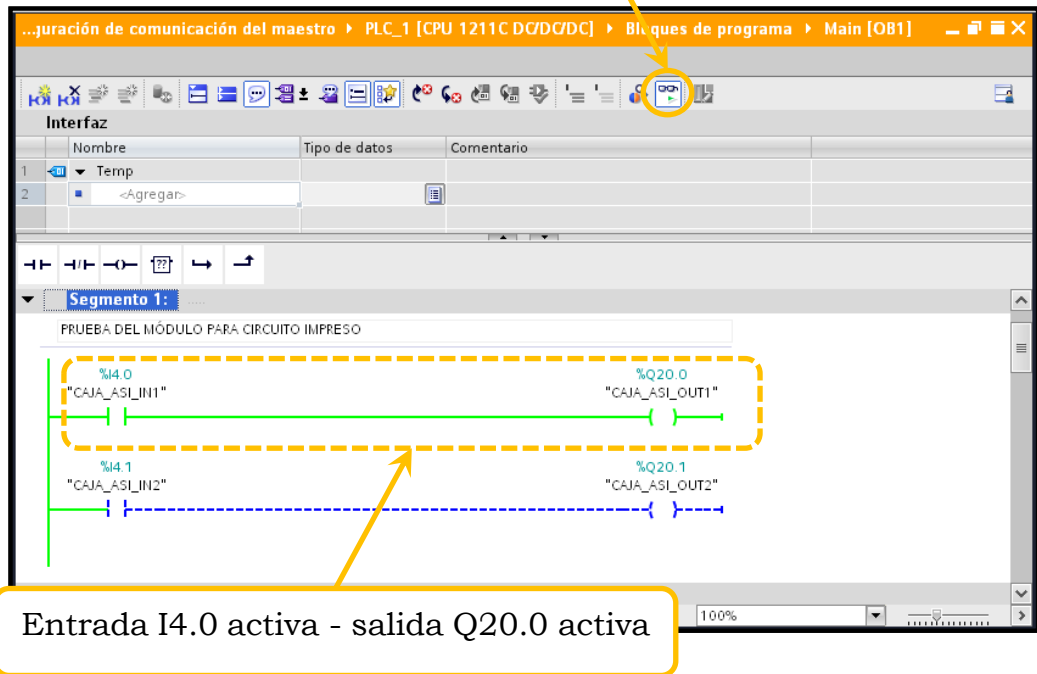 ...juración de comunicación del maestro ▸ PLC_1 [CPU 1211C DC/DC/DC] ▸ Bloques de programa ▸ Main [OB1]
Interfaz
Nombre Tipo de datos Comentario
1 Temp
2 <Agregar>
Segmento 1: .....
PRUEBA DEL MÓDULO PARA CIRCUITO IMPRESO
%I4.0 %Q20.0
"CAJA_ASI_IN1" "CAJA_ASI_OUT1"
%I4.1 %Q20.1
"CAJA_ASI_IN2" "CAJA_ASI_OUT2"
100%
Entrada I4.0 activa - salida Q20.0 activa